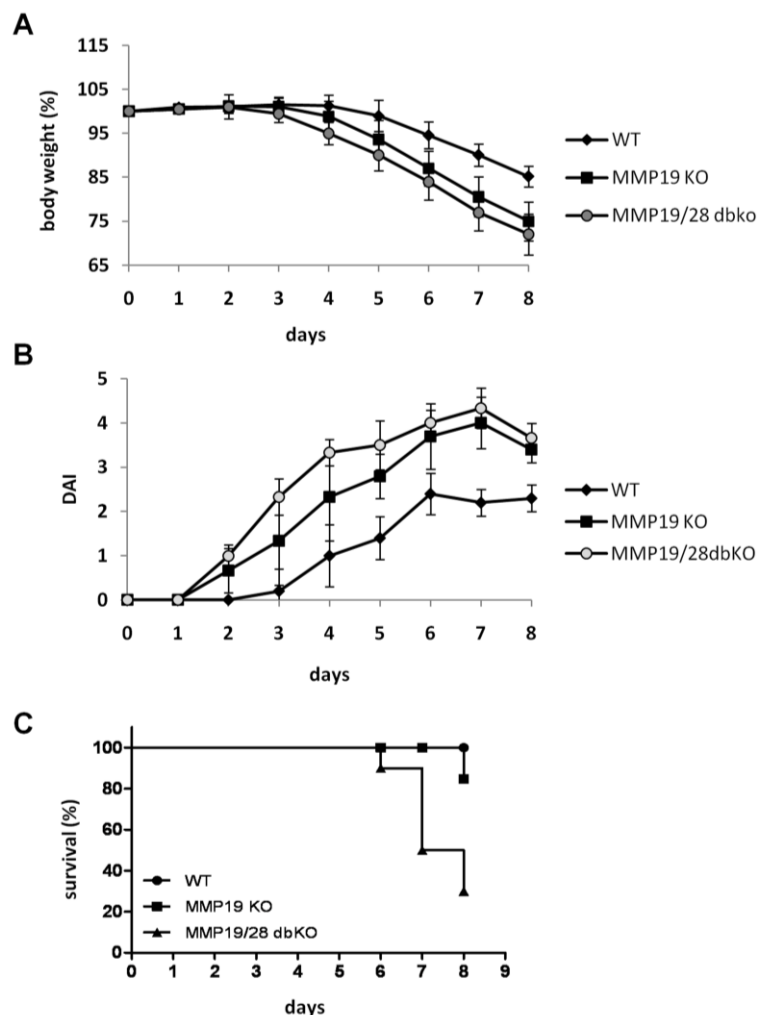 A
115
105
95
85
75
65
body weight (%)
0 1 2 3 4 5 6 7 8
days
WT
MMP19 KO
MMP19/28 dbko
B
5
4
3
2
1
0
DAI
0 1 2 3 4 5 6 7 8
days
WT
MMP19 KO
MMP19/28dbKO
C
100
80
60
40
20
0
survival (%)
WT
MMP19 KO
MMP19/28 dbKO
0 1 2 3 4 5 6 7 8 9
days